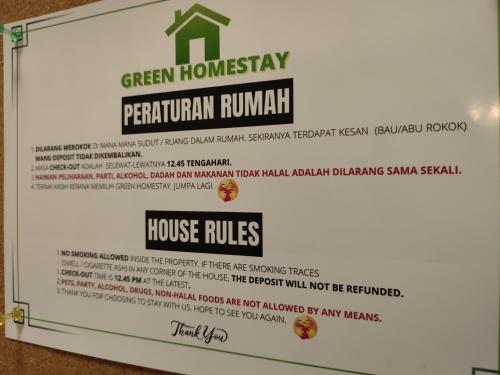 GREEN HOMESTAY
PERATURAN RUMAH
1. DILARANG MEROKOK DI MANA-MANA SUDUT / RUANG DALAM RUMAH. SEKIRANYA TERDAPAT KESAN (BAU/ABU ROKOK)
WANG DEPOSIT TIDAK DIKEMBALIKAN.
2. MASA CHECK-OUT ADALAH SELEWAT-LEWATNYA 12.45 TENGAHARI.
3. HAIWAN PELIHARAAN, PARTI, ALKOHOL, DADAH DAN MAKANAN TIDAK HALAL ADALAH DILARANG SAMA SEKALI.
4. TERIMA KASIH KERANA MEMILIH GREEN HOMESTAY. JUMPA LAGI.
HOUSE RULES
1. NO SMOKING ALLOWED INSIDE THE PROPERTY. IF THERE ARE SMOKING TRACES
(SMELL / CIGARETTE ASH) IN ANY CORNER OF THE HOUSE, THE DEPOSIT WILL NOT BE REFUNDED.
1. CHECK-OUT TIME IS 12.45 PM AT THE LATEST.
2. PETS, PARTY, ALCOHOL, DRUGS, NON-HALAL FOODS ARE NOT ALLOWED BY ANY MEANS.
3. THANK YOU FOR CHOOSING TO STAY WITH US. HOPE TO SEE YOU AGAIN.
Thank You